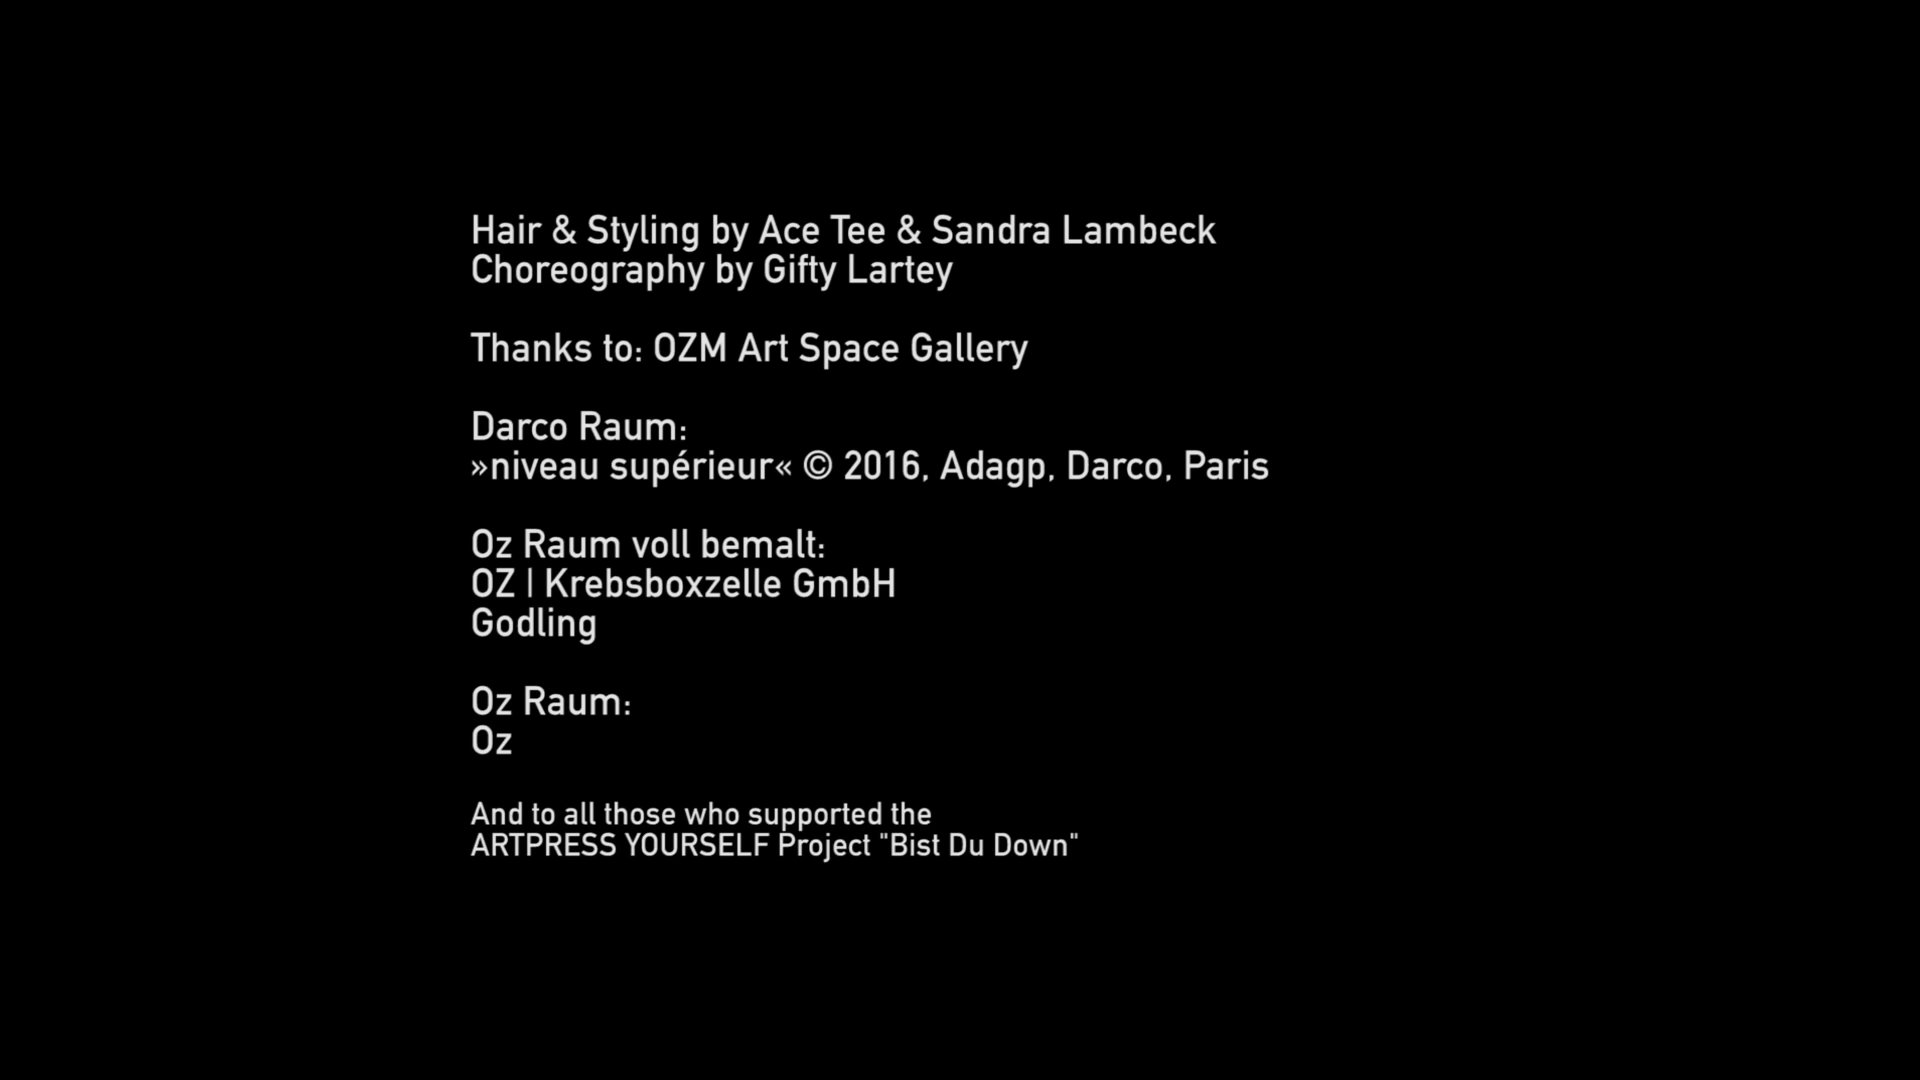 Hair & Styling by Ace Tee & Sandra Lambeck
Choreography by Gifty Lartey
Thanks to: OZM Art Space Gallery
Darco Raum:
»niveau supérieur« © 2016, Adagp, Darco, Paris
Oz Raum voll bemalt:
OZ | Krebsboxzelle GmbH
Godling
Oz Raum:
Oz
And to all those who supported the
ARTPRESS YOURSELF Project "Bist Du Down"